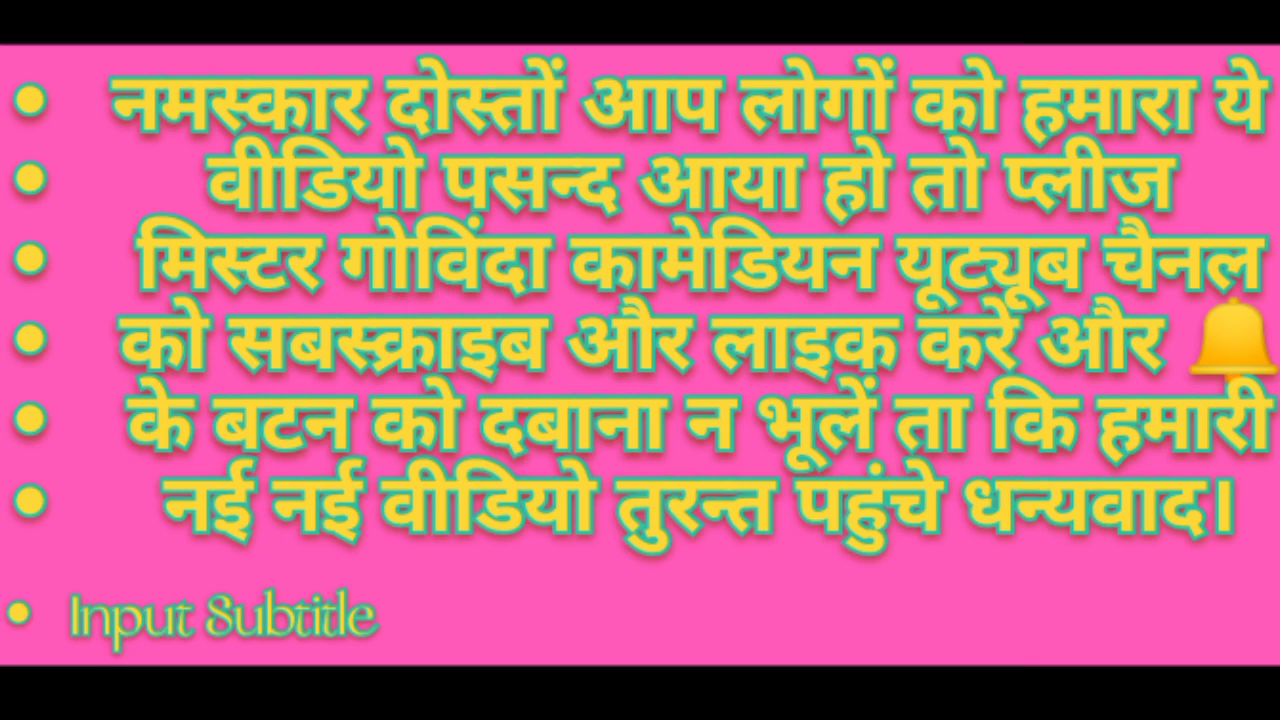 • नमस्कार दोस्तों आप लोगों को हमारा ये
• वीडियो पसन्द आया हो तो प्लीज
• मिस्टर गोविंदा कामेडियन यूट्यूब चैनल
• को सबस्क्राइब और लाइक करें और 🔔
• के बटन को दबाना न भूलें ता कि हमारी
• नई नई वीडियो तुरन्त पहुंचे धन्यवाद।
• Input Subtitle